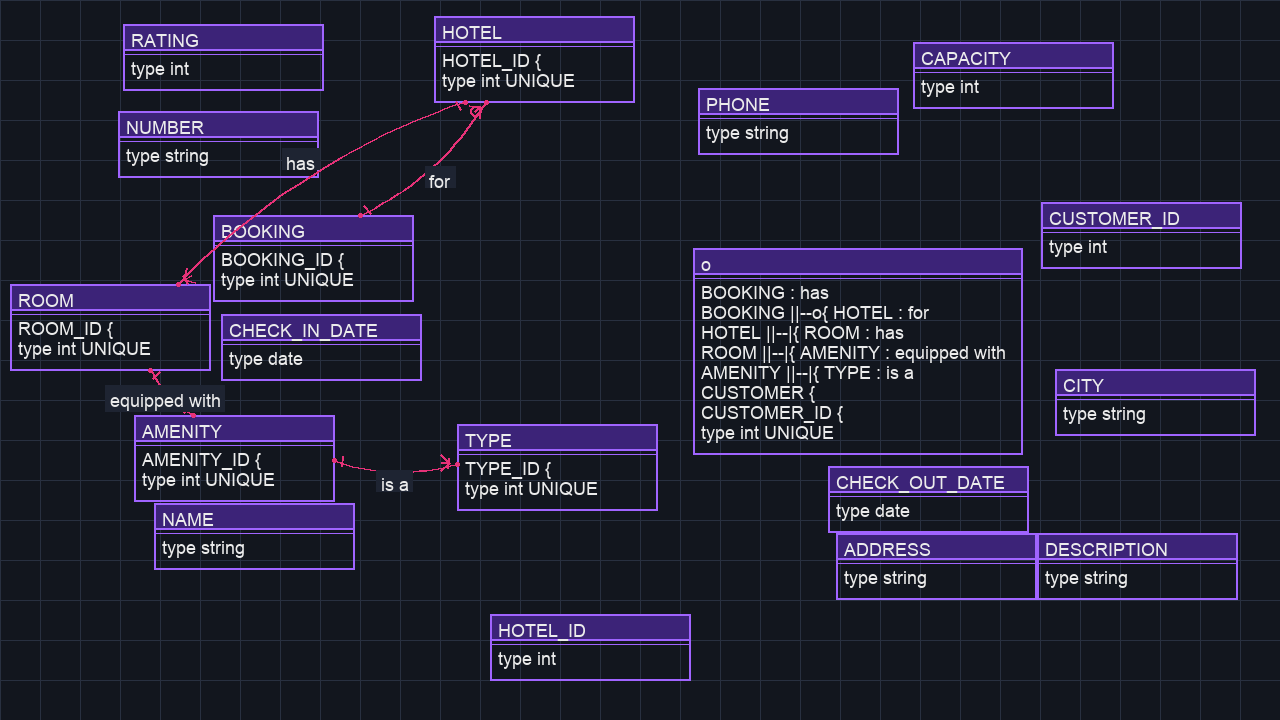 RATING
type int
HOTEL
HOTEL_ID {
type int UNIQUE
CAPACITY
type int
PHONE
type string
NUMBER
type string
has
for
BOOKING
BOOKING_ID {
type int UNIQUE
CUSTOMER_ID
type int
o
BOOKING : has
BOOKING ||--o{ HOTEL : for
HOTEL ||--|{ ROOM : has
ROOM ||--|{ AMENITY : equipped with
AMENITY ||--|{ TYPE : is a
CUSTOMER {
CUSTOMER_ID {
type int UNIQUE
ROOM
ROOM_ID {
type int UNIQUE
CHECK_IN_DATE
type date
equipped with
CITY
type string
AMENITY
AMENITY_ID {
type int UNIQUE
is a
TYPE
TYPE_ID {
type int UNIQUE
CHECK_OUT_DATE
type date
NAME
type string
ADDRESS
type string
DESCRIPTION
type string
HOTEL_ID
type int